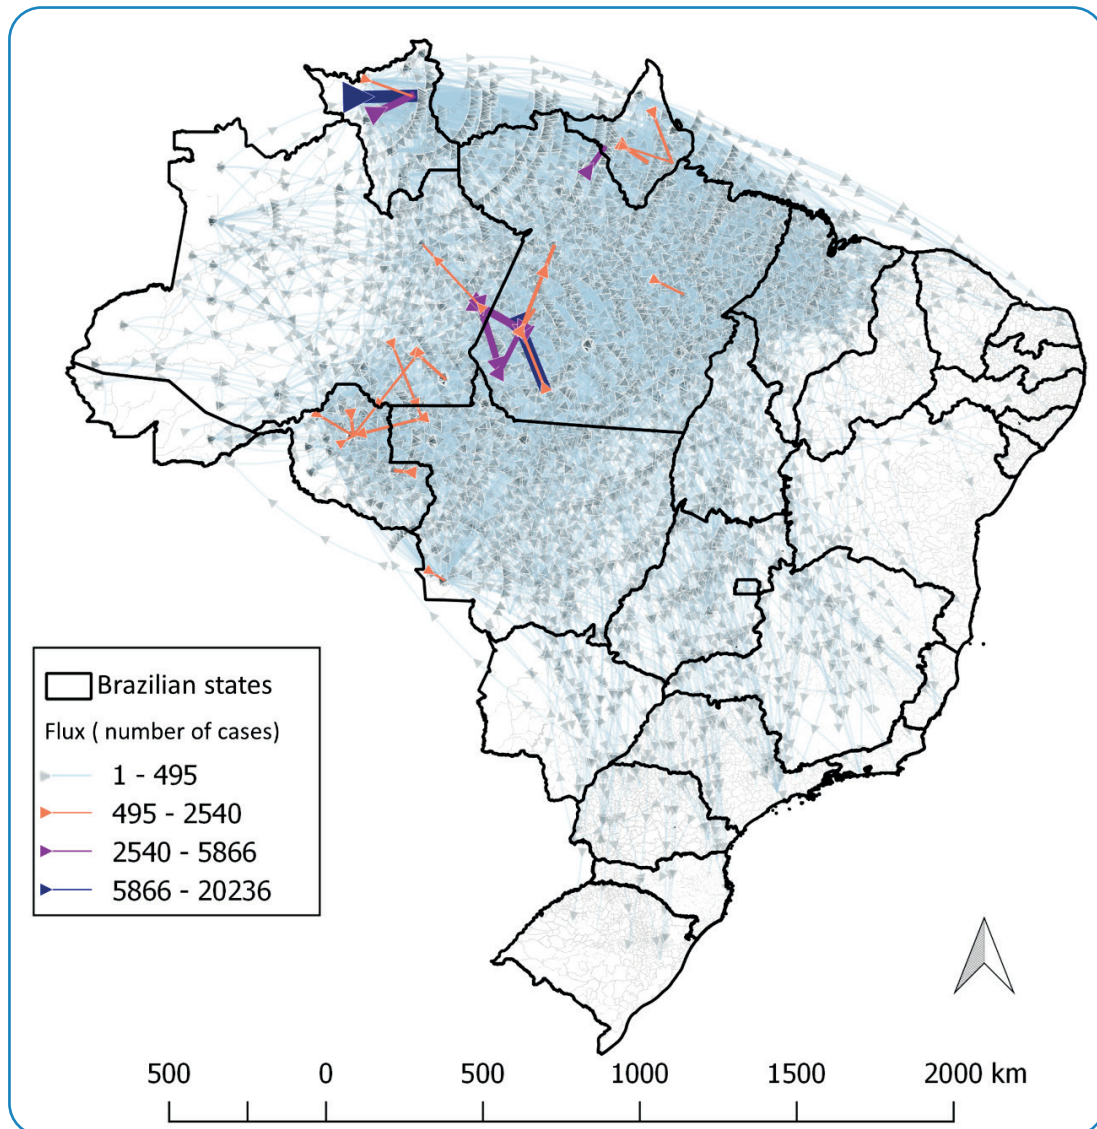 Brazilian states
Flux ( number of cases)
1 - 495
495 - 2540
2540 - 5866
5866 - 20236
500 0 500 1000 1500 2000 km